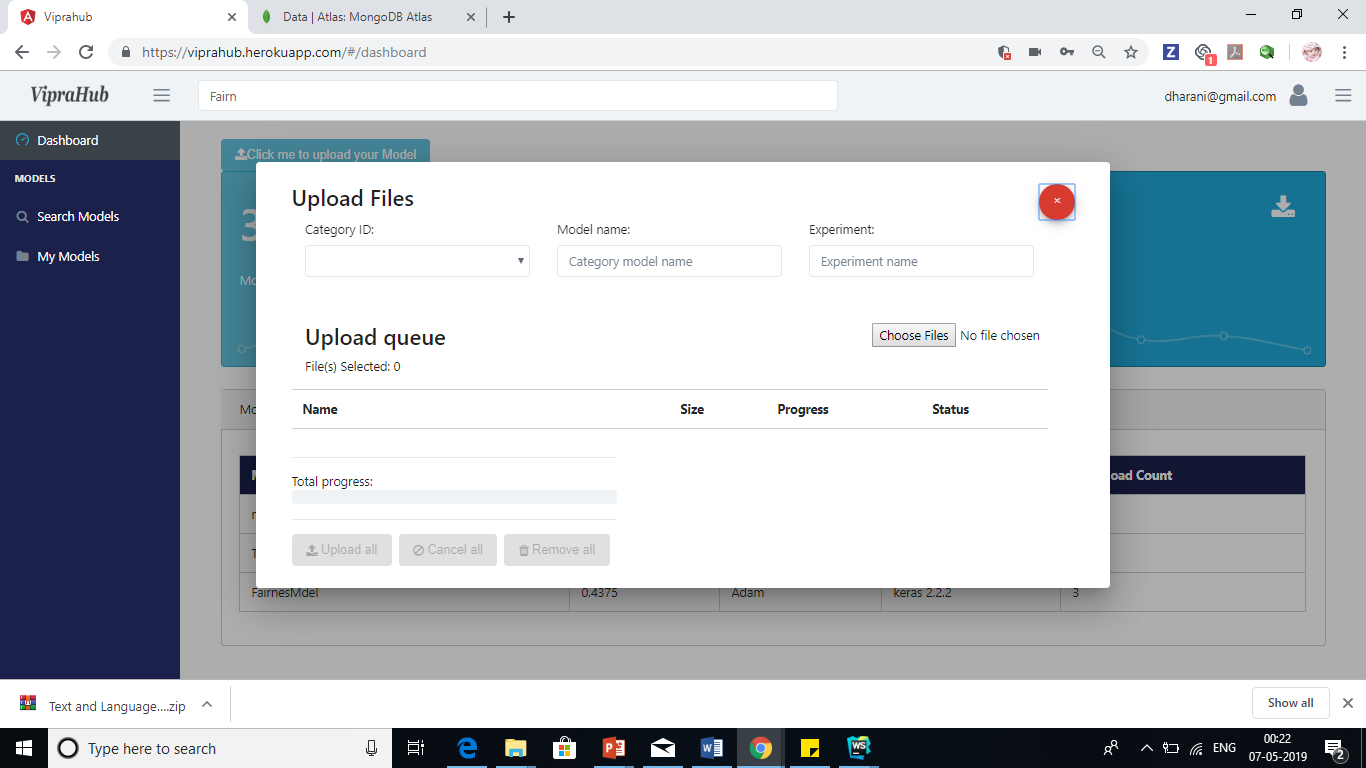 Viprahub
Data | Atlas: MongoDB Atlas
https://viprahub.herokuapp.com/#/dashboard
1
VipraHub
Fairn
dharani@gmail.com
Dashboard
MODELS
Search Models
My Models
Click me to upload your Model
3
Mo
Upload Files
×
Category ID:
Model name:
Experiment:
Category model name
Experiment name
Upload queue
Choose Files No file chosen
File(s) Selected: 0
Name Size Progress Status
Total progress:
Upload all
Cancel all
Remove all
Mo
oad Count
FairnesMdel 0.4375 Adam keras 2.2.2 3
Text and Language....zip
Show all
Type here to search
ENG
00:22
07-05-2019
2